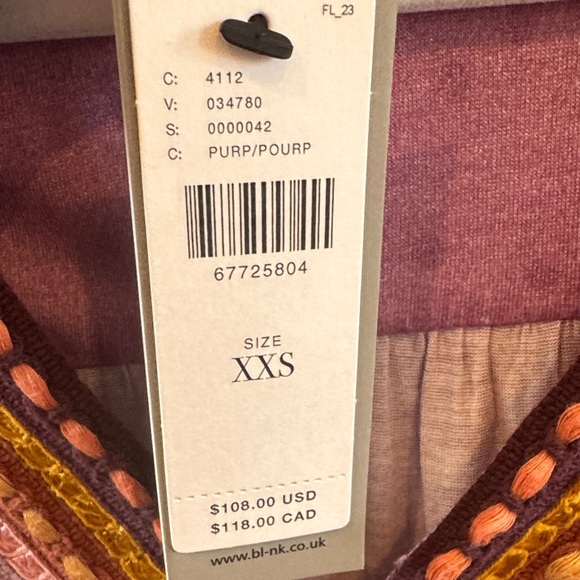 FL_23
C: 4112
V: 034780
S: 0000042
C: PURP/POURP
67725804
SIZE
XXS
$108.00 USD
$118.00 CAD
www.bl-nk.co.uk